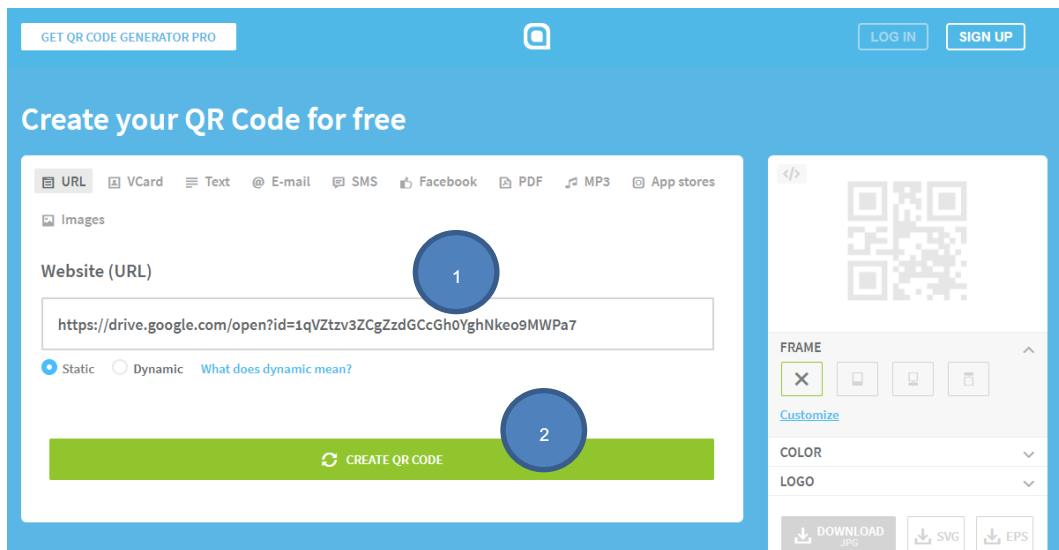 GET QR CODE GENERATOR PRO
LOG IN
SIGN UP
Create your QR Code for free
URL VCard Text @ E-mail SMS Facebook PDF MP3 App stores
Images
Website (URL)
1
https://drive.google.com/open?id=1qVZtzv3ZCgZzdGCcGh0YghNkeo9MWPa7
Static Dynamic What does dynamic mean?
2
CREATE QR CODE
</>
FRAME
Customize
COLOR
LOGO
DOWNLOAD
.JPG
SVG
EPS